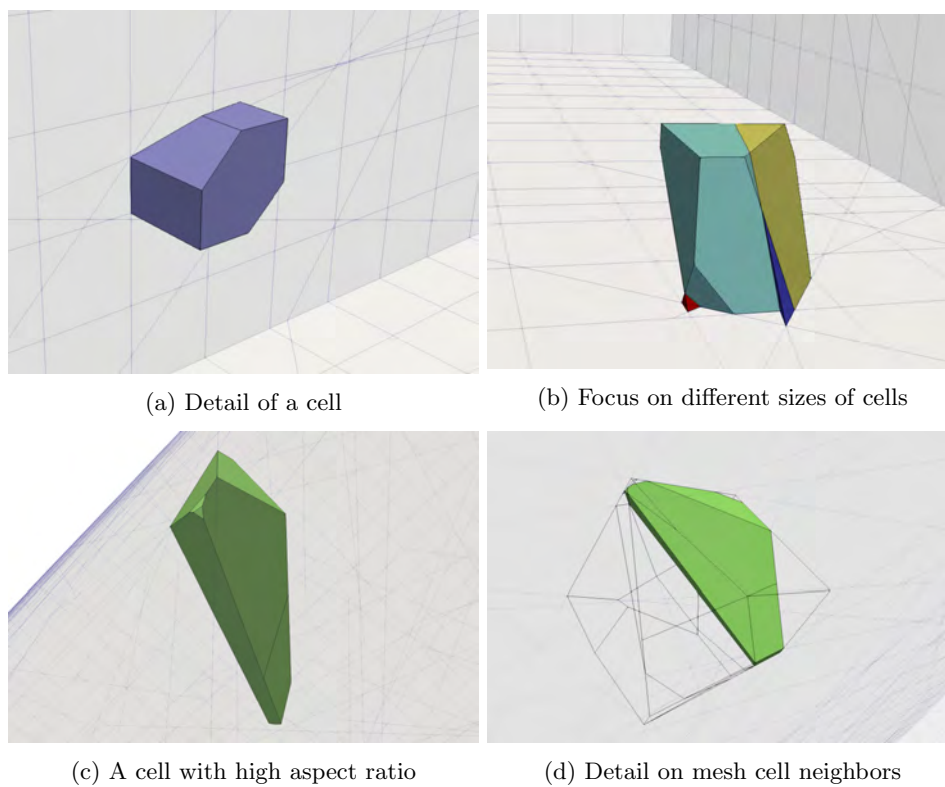 (a) Detail of a cell
(b) Focus on different sizes of cells
(c) A cell with high aspect ratio
(d) Detail on mesh cell neighbors